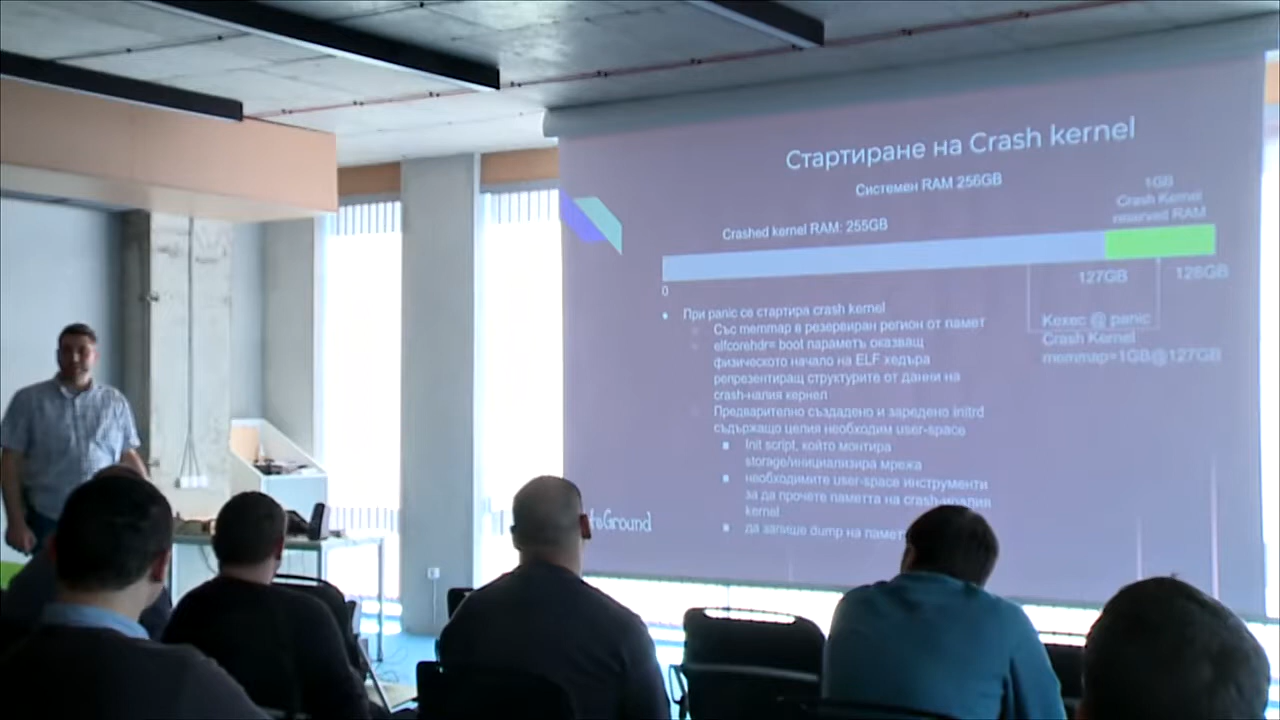 Стартиране на Crash kernel
Системен RAM 256GB
1GB
Crash Kernel
reserved RAM
Crashed kernel RAM: 255GB
0
127GB
128GB
При panic се стартира crash kernel
Със memmap в резервиран регион от памет
elfcorehdr= boot параметъ оказващ
физическото начало на ELF хедъра
репрезентиращ структурите от данни на
crash-налия кернел
Предварително създадено и заредено initrd
съдържащо целия необходим user-space
Init script, който монтира
storage/инициализира мрежа
необходимите user-space инструменти
за да прочете паметта на crash-иралия
kernel
да запише dump на
Kexec @ panic
Crash Kernel
memmap=1GB@127GB
Ground